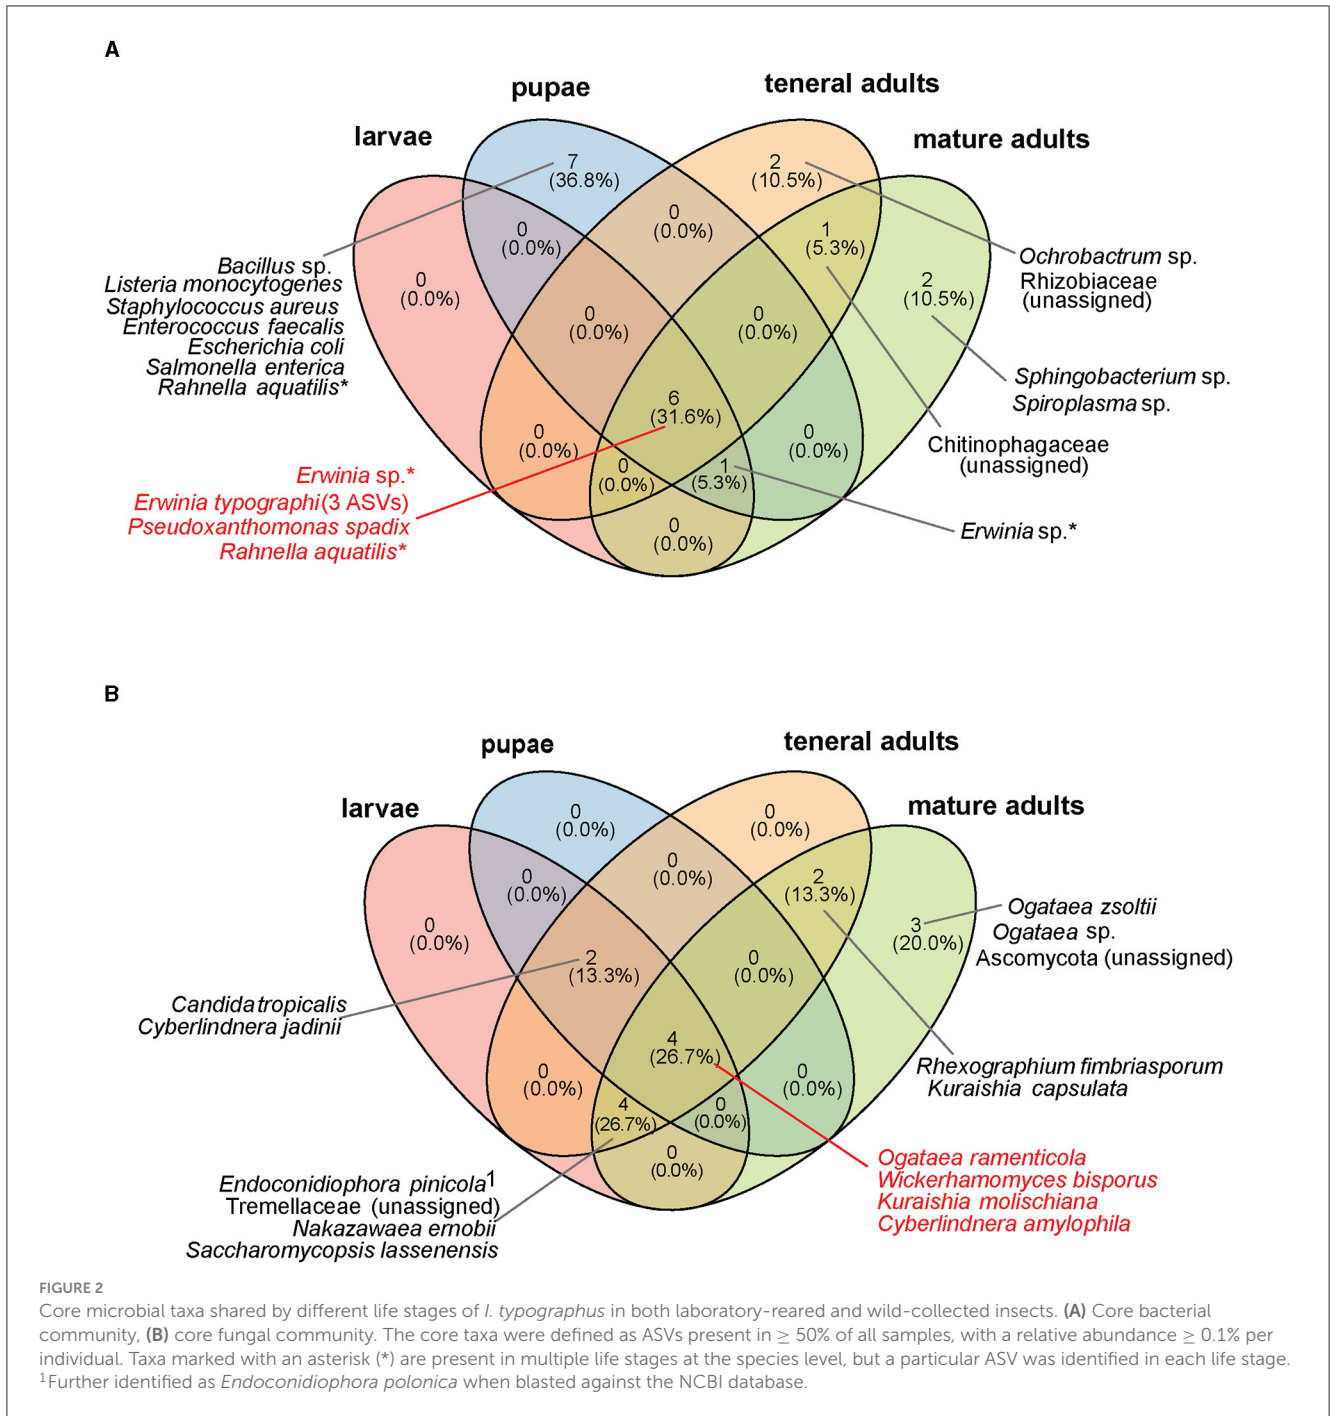 A
pupae
teneral adults
larvae
mature adults
7
(36.8%)
2
(10.5%)
0
(0.0%)
0
(0.0%)
1
(5.3%)
0
(0.0%)
2
(10.5%)
0
(0.0%)
0
(0.0%)
6
(31.6%)
0
(0.0%)
0
(0.0%)
0
(0.0%)
1
(5.3%)
0
(0.0%)
Bacillus sp.
Listeria monocytogenes
Staphylococcus aureus
Enterococcus faecalis
Escherichia coli
Salmonella enterica
Rahnella aquatilis*
Erwinia sp.*
Erwinia typographi(3 ASVs)
Pseudoxanthomonas spadix
Rahnella aquatilis*
Ochrobactrum sp.
Rhizobiaceae
(unassigned)
Sphingobacterium sp.
Spiroplasma sp.
Chitinophagaceae
(unassigned)
Erwinia sp.*
B
pupae
teneral adults
larvae
mature adults
0
(0.0%)
0
(0.0%)
0
(0.0%)
0
(0.0%)
2
(13.3%)
0
(0.0%)
3
(20.0%)
2
(13.3%)
0
(0.0%)
4
(26.7%)
0
(0.0%)
0
(0.0%)
4
(26.7%)
0
(0.0%)
0
(0.0%)
Ogataea zsoltii
Ogataea sp.
Ascomycota (unassigned)
Candida tropicalis
Cyberlindnera jadinii
Rhexographium fimbriasporum
Kuraishia capsulata
Endoconidiophora pinicola1
Tremellaceae (unassigned)
Nakazawaea ernobii
Saccharomycopsis lassenensis
Ogataea ramenticola
Wickerhamomyces bisporus
Kuraishia molischiana
Cyberlindnera amylophila
FIGURE 2
Core microbial taxa shared by different life stages of I. typographus in both laboratory-reared and wild-collected insects. (A) Core bacterial
community, (B) core fungal community. The core taxa were defined as ASVs present in ≥ 50% of all samples, with a relative abundance ≥ 0.1% per
individual. Taxa marked with an asterisk (*) are present in multiple life stages at the species level, but a particular ASV was identified in each life stage.
1Further identified as Endoconidiophora polonica when blasted against the NCBI database.